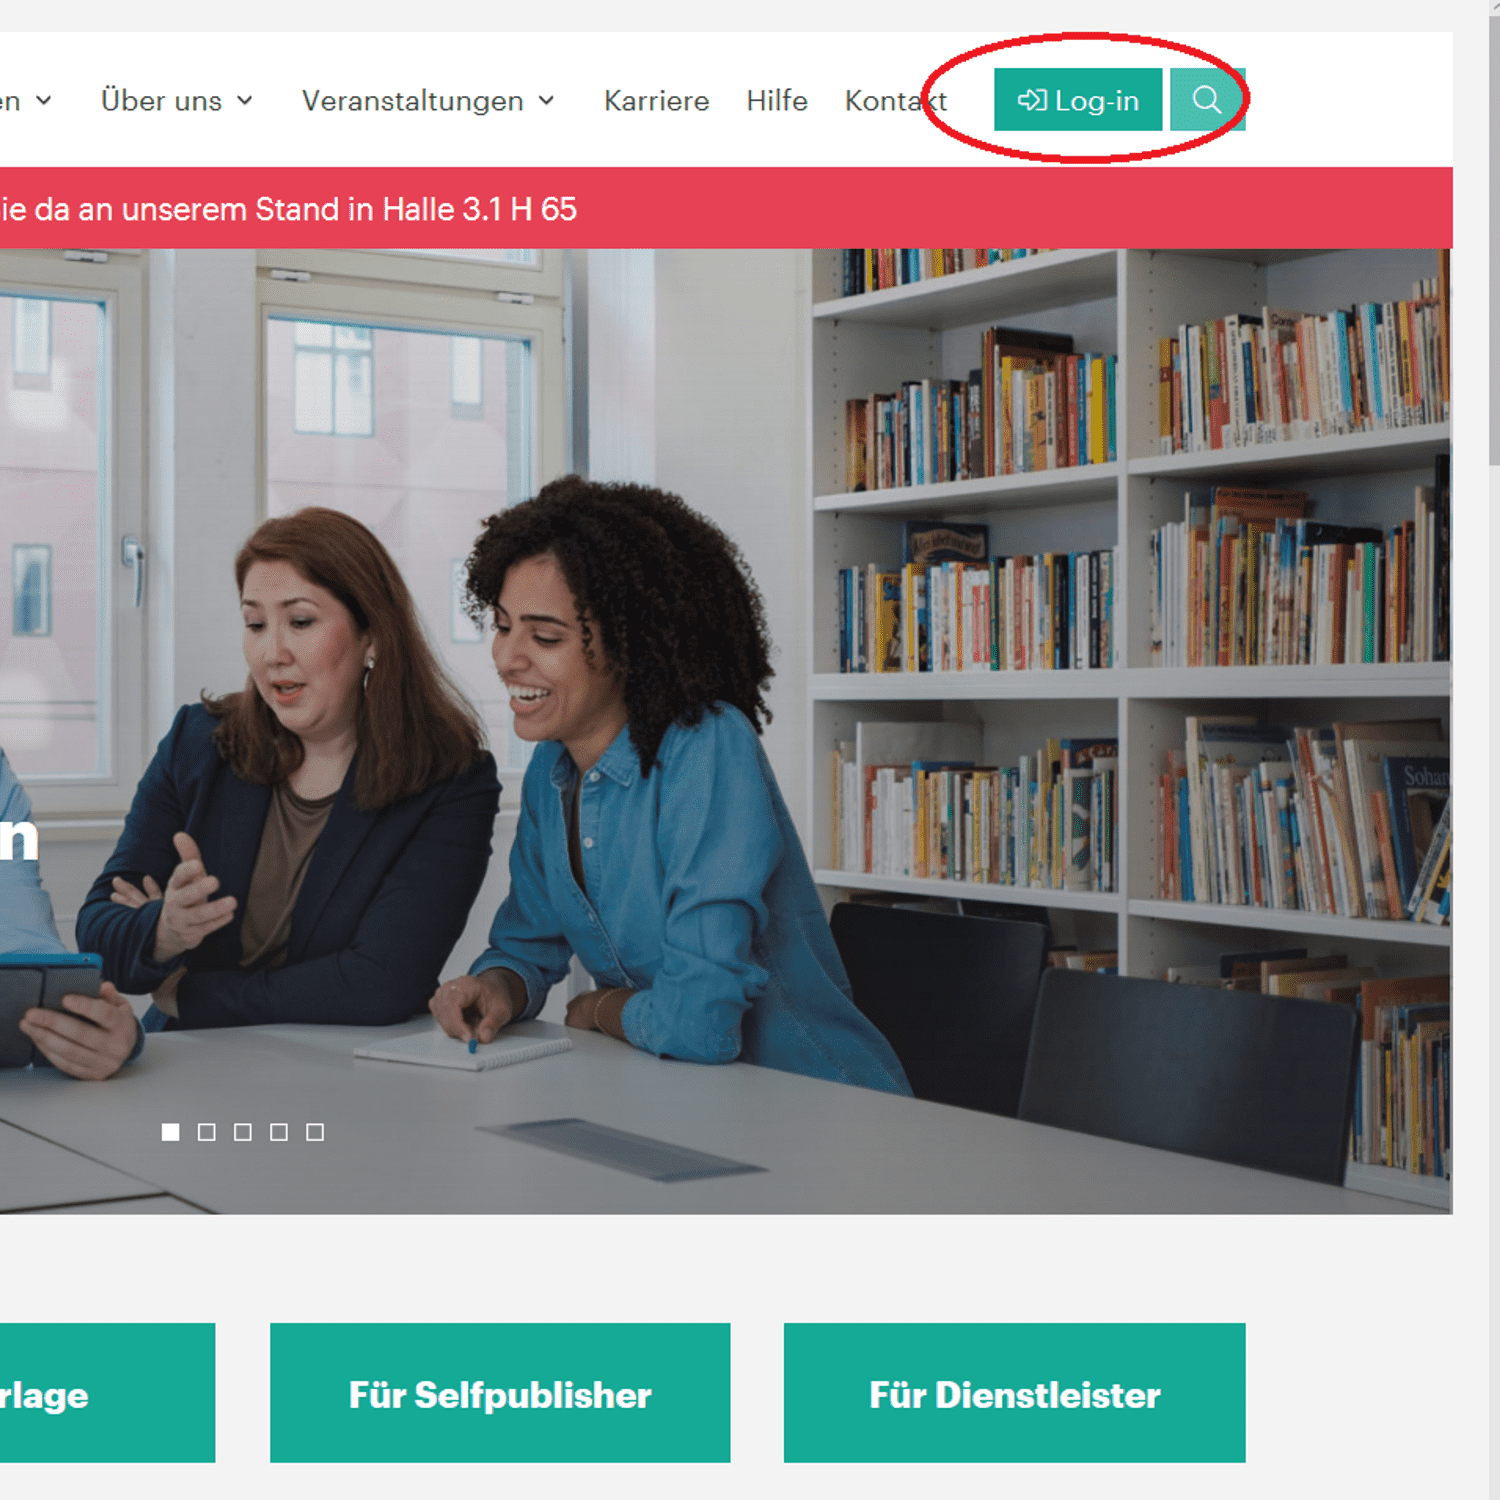 en Über uns Veranstaltungen Karriere Hilfe Kontakt Log-in
ie da an unserem Stand in Halle 3.1 H 65
n
rlage Für Selfpublisher Für Dienstleister